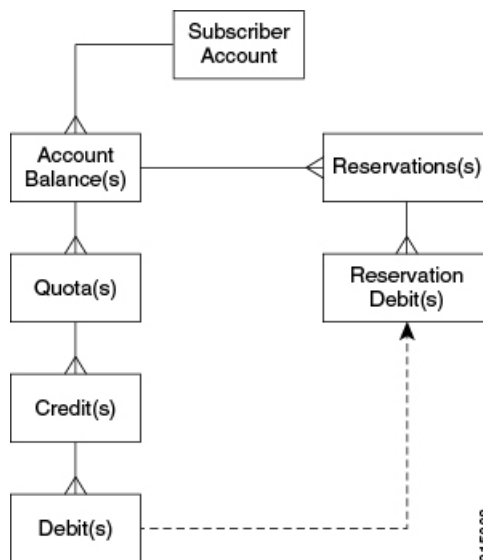 Subscriber
Account
Account
Balance(s)
Reservations(s)
Quota(s)
Reservation
Debit(s)
Credit(s)
Debit(s)